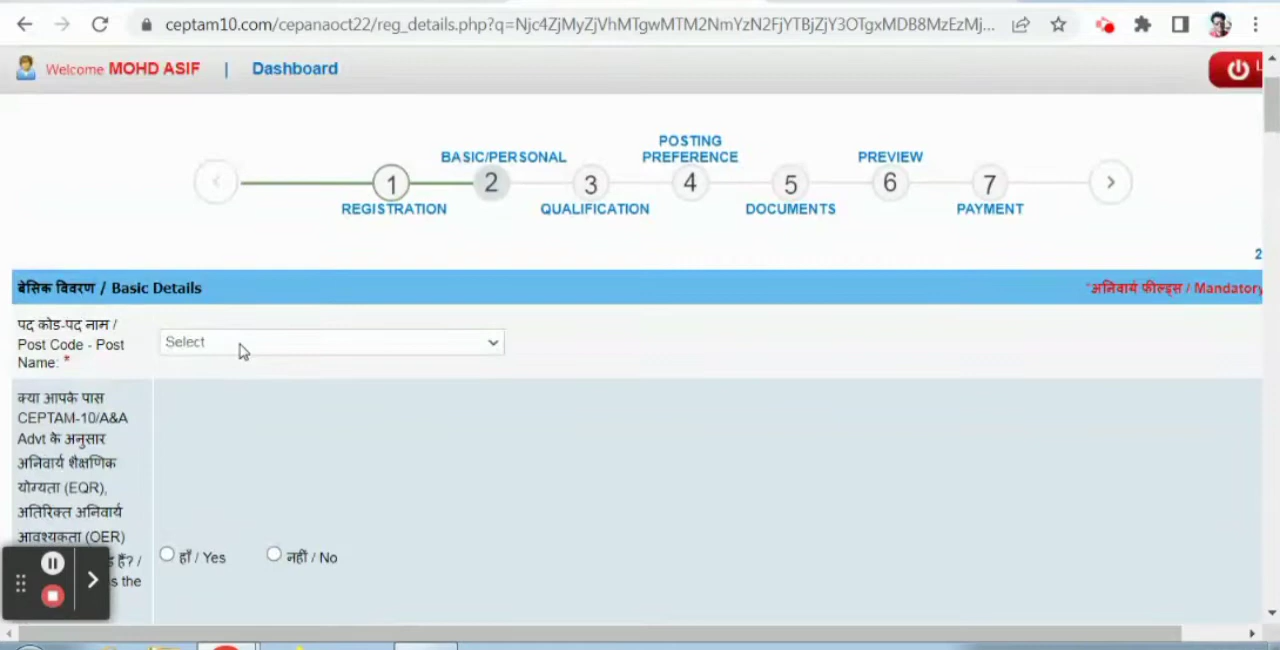 ceptam10.com/cepanaoct22/reg_details.php?q=Njc4ZjMyZjVhMTgwMTM2NmYzN2FjYTBjZjY3OTgxMDB8MzEzMj...
Welcome MOHD ASIF | Dashboard
POSTING
BASIC/PERSONAL PREFERENCE PREVIEW
1 2 3 4 5 6 7
REGISTRATION QUALIFICATION DOCUMENTS PAYMENT
2
बेसिक विवरण / Basic Details *अनिवार्य फील्ड्स / Mandatory
पद कोड-पद नाम /
Post Code - Post
Name: *
Select
क्या आपके पास
CEPTAM-10/A&A
Advt के अनुसार
अनिवार्य शैक्षणिक
योग्यता (EQR),
अतिरिक्त अनिवार्य
आवश्यकता (OER)
हैं? /
s the
हाँ / Yes नहीं / No